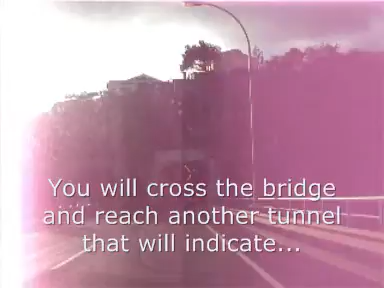 You will cross the bridge
and reach another tunnel
that will indicate...